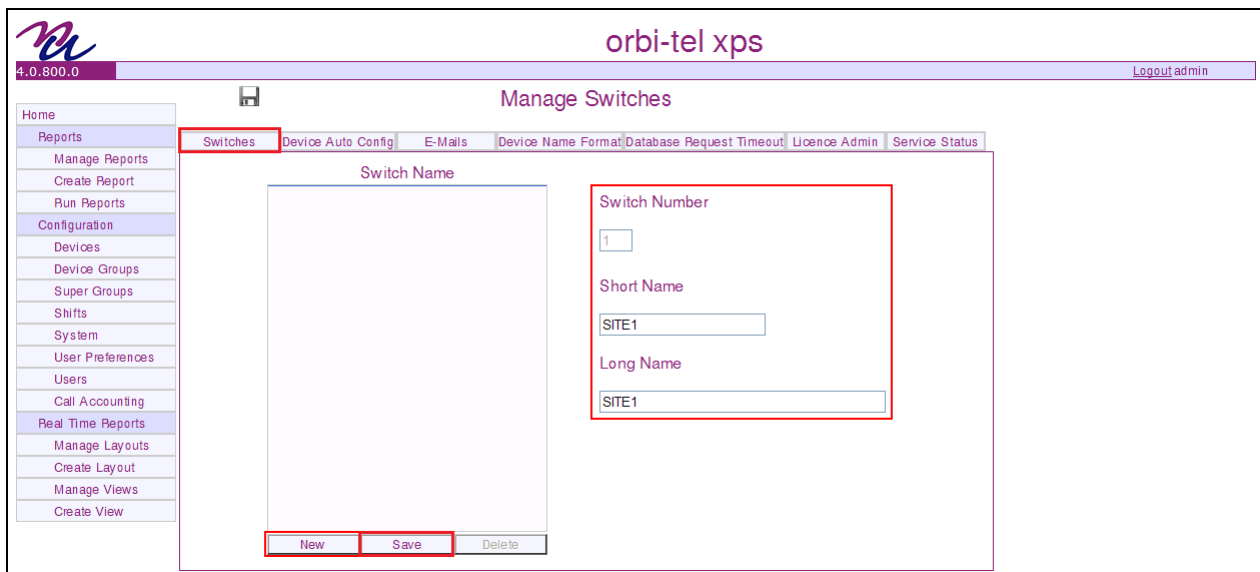 orbi-tel xps
4.0.800.0
Logout admin
Manage Switches
Home
Reports
Manage Reports
Create Report
Run Reports
Configuration
Devices
Device Groups
Super Groups
Shifts
System
User Preferences
Users
Call Accounting
Real Time Reports
Manage Layouts
Create Layout
Manage Views
Create View
Switches Device Auto Config E-Mails Device Name Format Database Request Timeout Licence Admin Service Status
Switch Name
Switch Number
1
Short Name
SITE1
Long Name
SITE1
New Save Delete